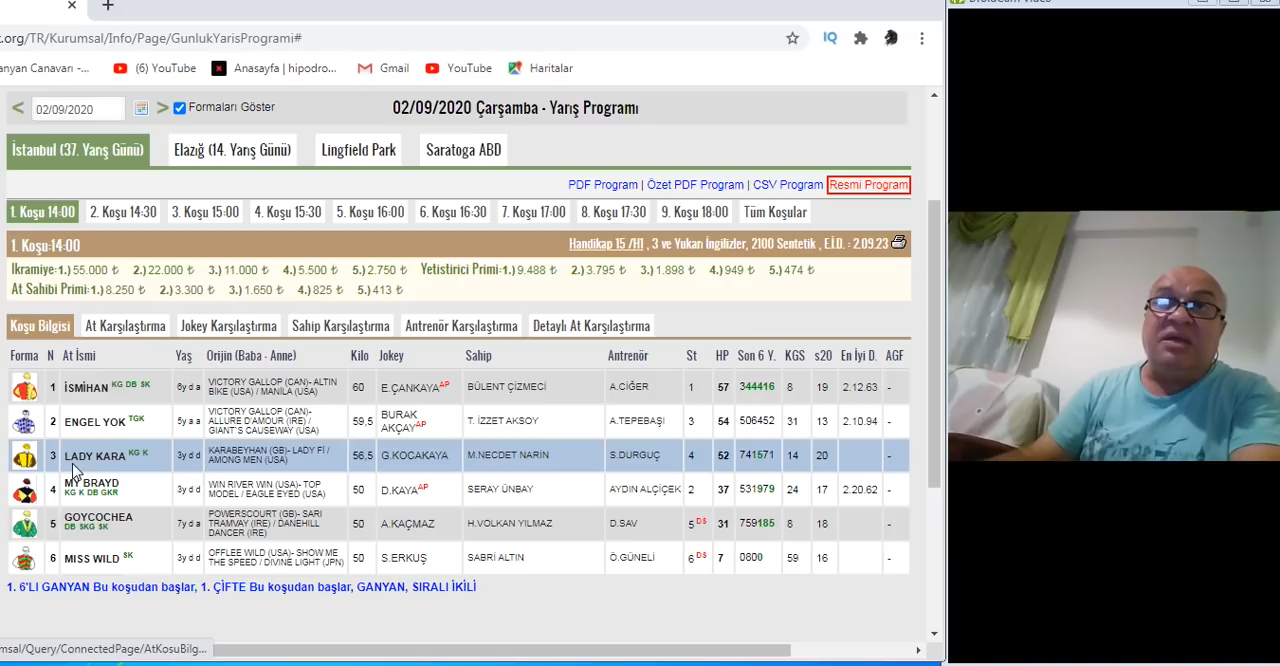 DroidCam Video
k.org/TR/Kurumsal/Info/Page/GunlukYarisProgrami#
IQ
anyan Canavarı -... (6) YouTube Anasayfa | hipodro... Gmail YouTube Haritalar
02/09/2020 Formaları Göster 02/09/2020 Çarşamba - Yarış Programı
İstanbul (37. Yarış Günü) Elazığ (14. Yarış Günü) Lingfield Park Saratoga ABD
PDF Program | Özet PDF Program | CSV Program Resmi Program
1. Koşu 14:00 2. Koşu 14:30 3. Koşu 15:00 4. Koşu 15:30 5. Koşu 16:00 6. Koşu 16:30 7. Koşu 17:00 8. Koşu 17:30 9. Koşu 18:00 Tüm Koşular
1. Koşu:14:00 Handikap 15 /H1 , 3 ve Yukarı İngilizler, 2100 Sentetik , E.İ.D. : 2.09.23
İkramiye:1.) 55.000 ₺ 2.) 22.000 ₺ 3.) 11.000 ₺ 4.) 5.500 ₺ 5.) 2.750 ₺ Yetistirici Primi:1.) 9.488 ₺ 2.) 3.795 ₺ 3.) 1.898 ₺ 4.) 949 ₺ 5.) 474 ₺
At Sahibi Primi:1.) 8.250 ₺ 2.) 3.300 ₺ 3.) 1.650 ₺ 4.) 825 ₺ 5.) 413 ₺
Koşu Bilgisi At Karşılaştırma Jokey Karşılaştırma Sahip Karşılaştırma Antrenör Karşılaştırma Detaylı At Karşılaştırma
Forma N At İsmi Yaş Orijin (Baba - Anne) Kilo Jokey Sahip Antrenör St HP Son 6 Y. KGS s20 En İyi D. AGF
1 İSMİHAN KG DB SK 6y d a VICTORY GALLOP (CAN)- ALTIN BİKE (USA) / MANİLA (USA) 60 E.ÇANKAYA AP BÜLENT ÇİZMECİ A.CİĞER 1 57 344416 8 19 2.12.63 -
2 ENGEL YOK TGK 5y a a VICTORY GALLOP (CAN)- ALLURE D'AMOUR (IRE) / GIANT'S CAUSEWAY (USA) 59,5 BURAK AKÇAY AP T. İZZET AKSOY A.TEPEBAŞI 3 54 506452 31 13 2.10.94 -
3 LADY KARA KG K 3y d d KARABEYHAN (GB)- LADY Fİ / AMONG MEN (USA) 56,5 G.KOCAKAYA M.NECDET NARİN S.DURGUÇ 4 52 741571 14 20 -
4 MY BRAYD KG K DB GKR 3y d d WIN RIVER WIN (USA)- TOP MODEL / EAGLE EYED (USA) 50 D.KAYA AP SERAY ÜNBAY AYDIN ALÇİÇEK 2 37 531979 24 17 2.20.62 -
5 GOYCOCHEA DB SKG SK 7y d a POWERSCOURT (GB)- SARI TRAMVAY (IRE) / DANEHILL DANCER (IRE) 50 A.KAÇMAZ H.VOLKAN YILMAZ D.SAV 5 DS 31 759185 8 18 -
6 MISS WILD SK 3y d d OFFLEE WILD (USA)- SHOW ME THE SPEED / DIVINE LIGHT (JPN) 50 S.ERKUŞ SABRİ ALTIN Ö.GÜNELİ 6 DS 7 0800 59 16 -
1. 6'LI GANYAN Bu koşudan başlar, 1. ÇİFTE Bu koşudan başlar, GANYAN, SIRALI İKİLİ
msal/Query/ConnectedPage/AtKosuBilg...